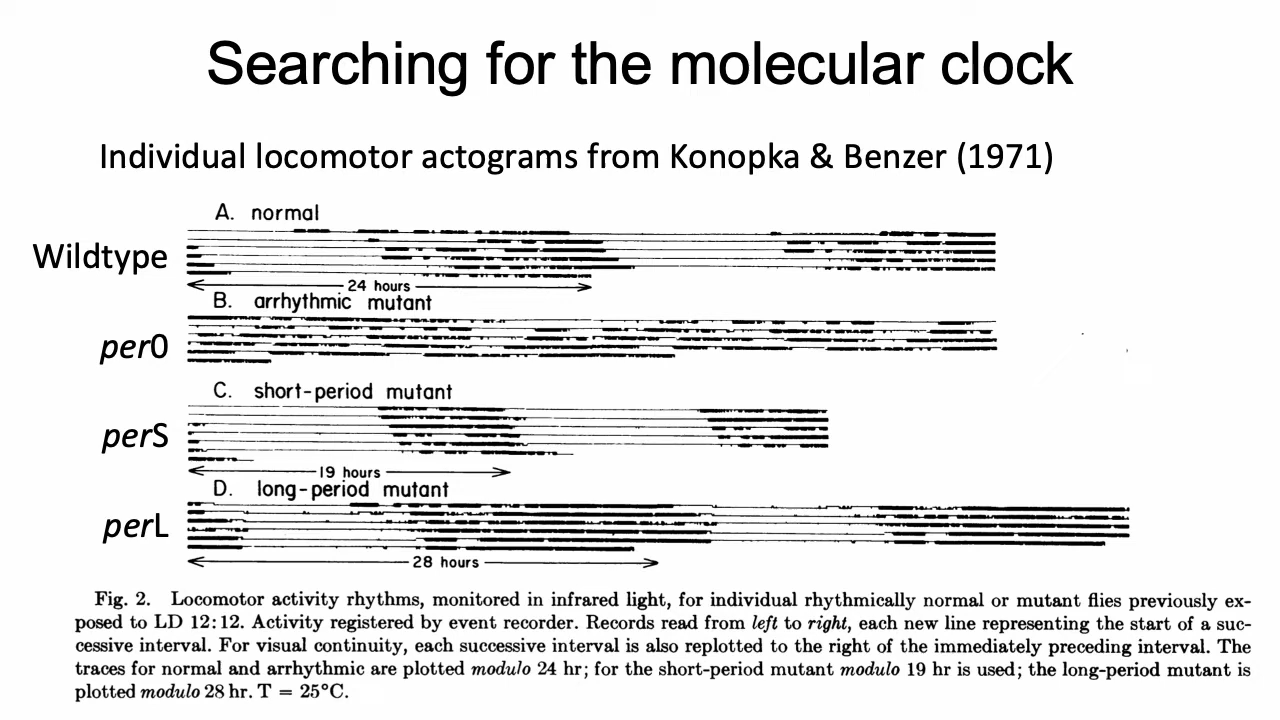 Searching for the molecular clock
Individual locomotor actograms from Konopka & Benzer (1971)
A. normal
Wildtype
24 hours
B. arrhythmic mutant
per0
C. short-period mutant
perS
19 hours
D. long-period mutant
perL
28 hours
Fig. 2. Locomotor activity rhythms, monitored in infrared light, for individual rhythmically normal or mutant flies previously ex-
posed to LD 12:12. Activity registered by event recorder. Records read from left to right, each new line representing the start of a suc-
cessive interval. For visual continuity, each successive interval is also replotted to the right of the immediately preceding interval. The
traces for normal and arrhythmic are plotted modulo 24 hr; for the short-period mutant modulo 19 hr is used; the long-period mutant is
plotted modulo 28 hr. T = 25°C.